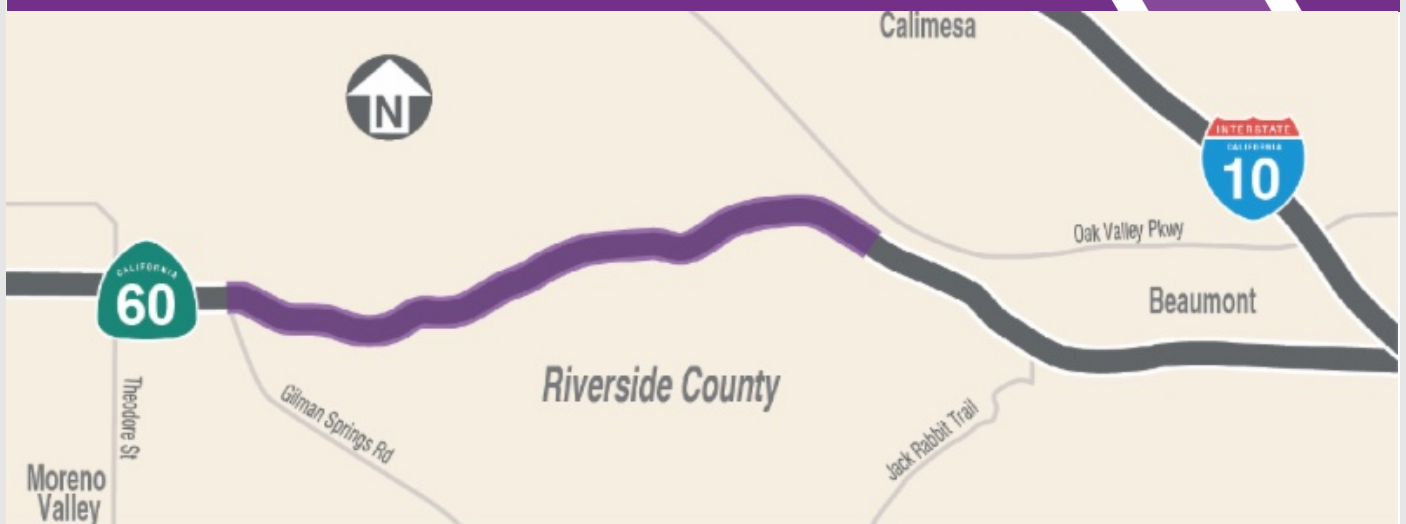 Calimesa
N
INTERSTATE
CALIFORNIA
10
Oak Valley Pkwy
CALIFORNIA
60
Beaumont
Theodore St
Gilman Springs Rd
Riverside County
Jack Rabbit Trail
Moreno
Valley